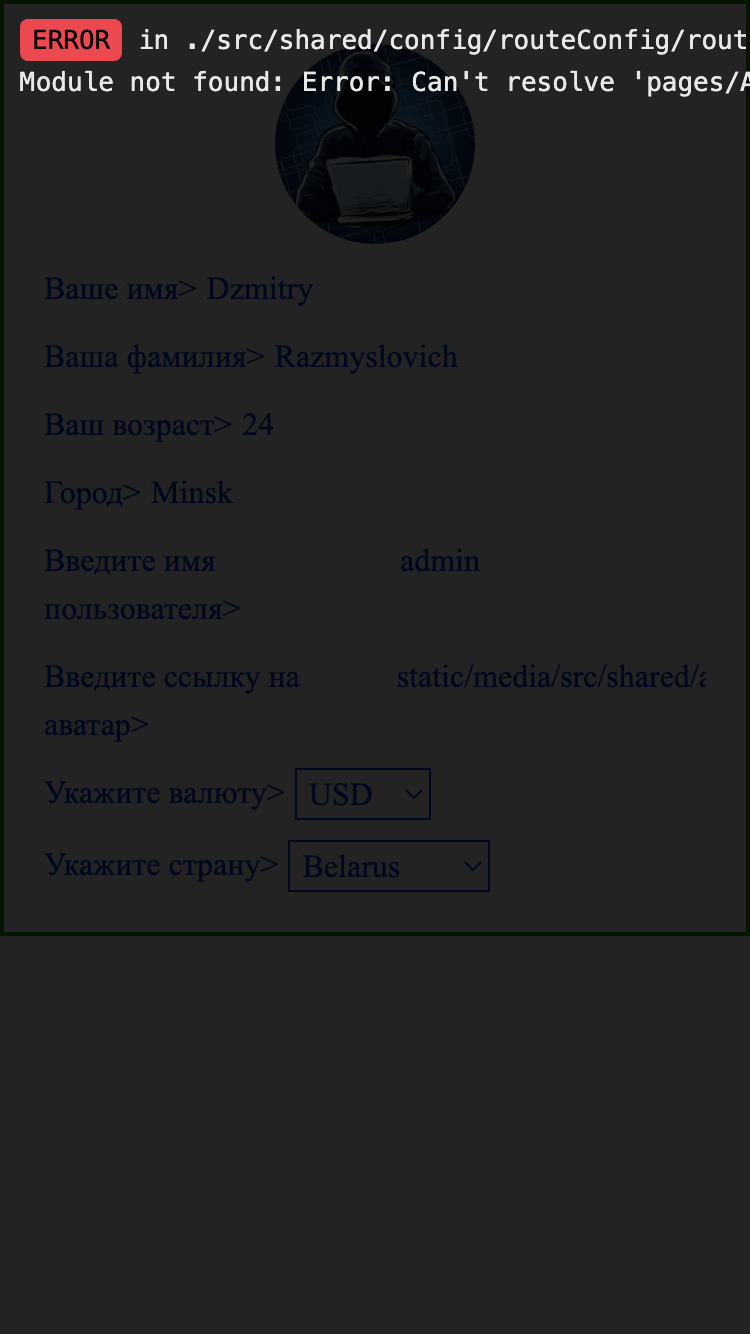 ERROR in ./src/shared/config/routeConfig/rout
Module not found: Error: Can't resolve 'pages/A
Ваше имя> Dzmitry
Ваша фамилия> Razmyslovich
Ваш возраст> 24
Город> Minsk
Введите имя пользователя> admin
Введите ссылку на аватар> static/media/src/shared/a
Укажите валюту> USD
Укажите страну> Belarus